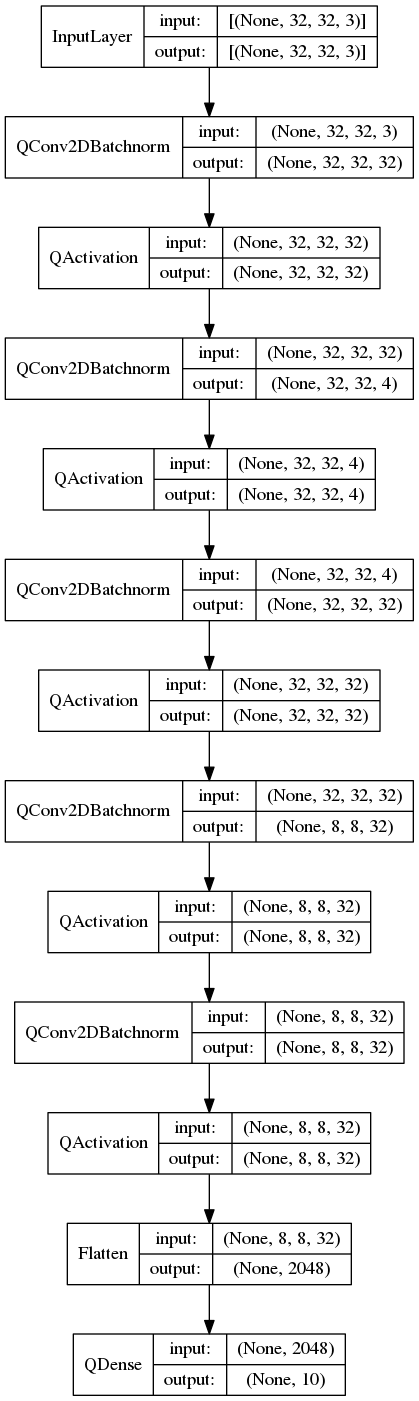 InputLayer input: [(None, 32, 32, 3)]
output: [(None, 32, 32, 3)]
QConv2DBatchnorm input: (None, 32, 32, 3)
output: (None, 32, 32, 32)
QActivation input: (None, 32, 32, 32)
output: (None, 32, 32, 32)
QConv2DBatchnorm input: (None, 32, 32, 32)
output: (None, 32, 32, 4)
QActivation input: (None, 32, 32, 4)
output: (None, 32, 32, 4)
QConv2DBatchnorm input: (None, 32, 32, 4)
output: (None, 32, 32, 32)
QActivation input: (None, 32, 32, 32)
output: (None, 32, 32, 32)
QConv2DBatchnorm input: (None, 32, 32, 32)
output: (None, 8, 8, 32)
QActivation input: (None, 8, 8, 32)
output: (None, 8, 8, 32)
QConv2DBatchnorm input: (None, 8, 8, 32)
output: (None, 8, 8, 32)
QActivation input: (None, 8, 8, 32)
output: (None, 8, 8, 32)
Flatten input: (None, 8, 8, 32)
output: (None, 2048)
QDense input: (None, 2048)
output: (None, 10)